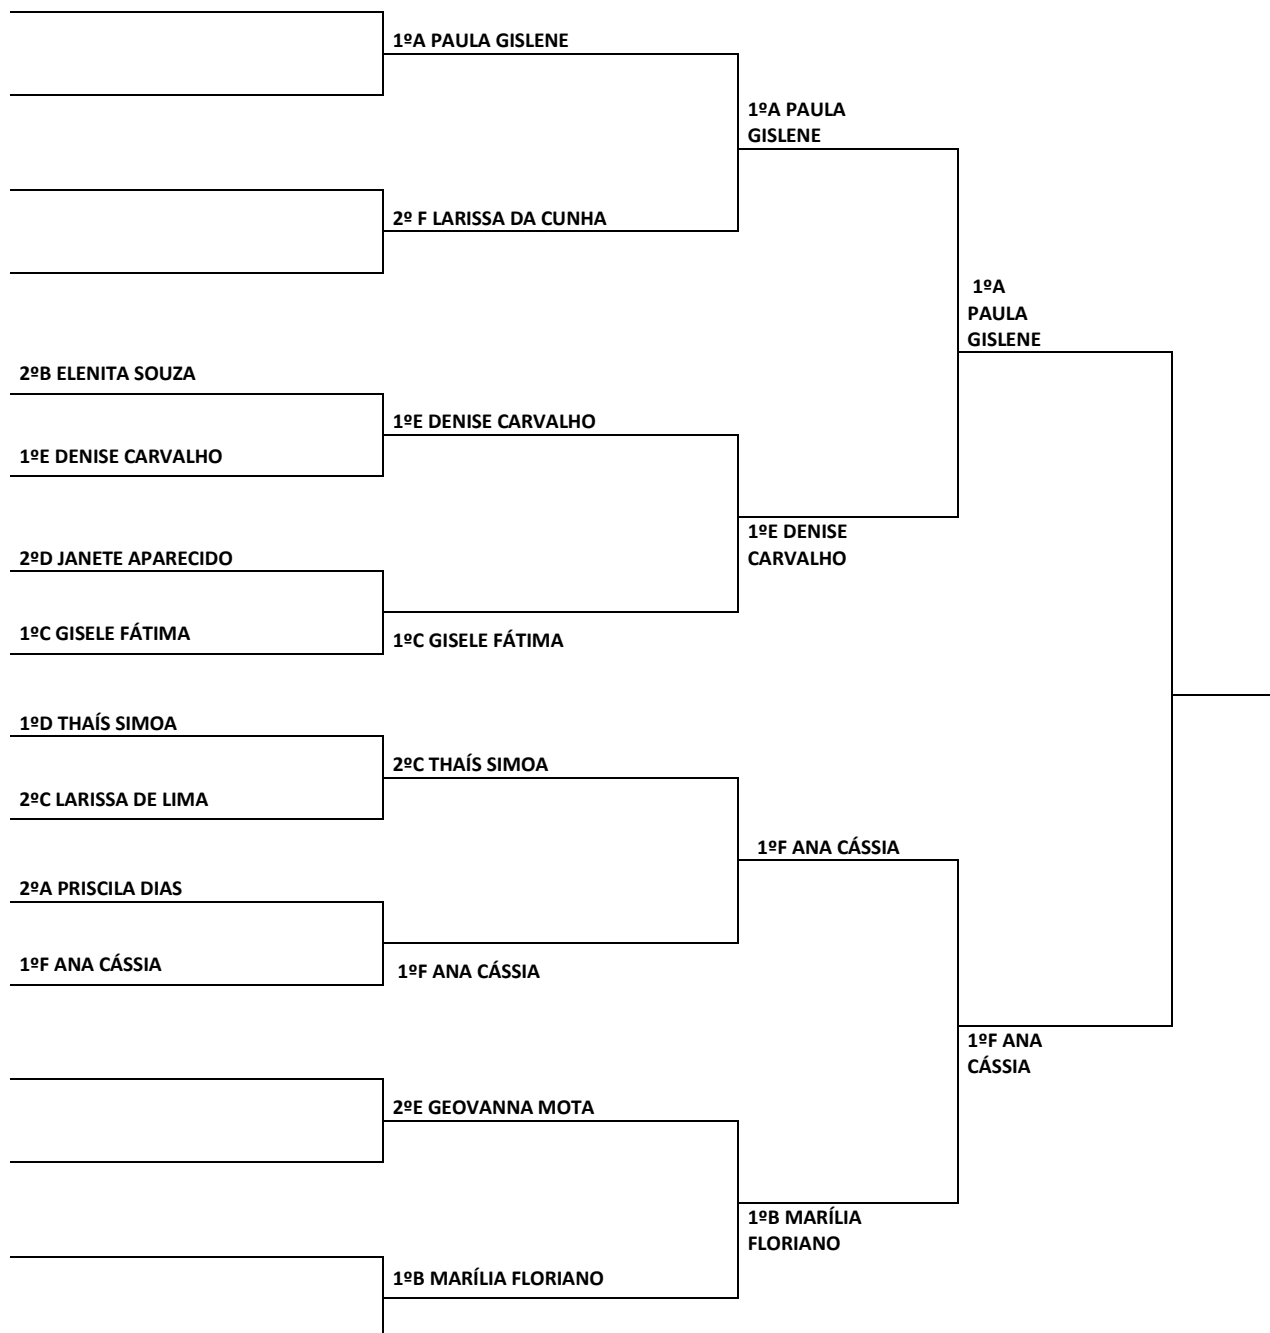 1ºA PAULA GISLENE
1ºA PAULA
GISLENE
2º F LARISSA DA CUNHA
1ºA
PAULA
GISLENE
2ºB ELENITA SOUZA
1ºE DENISE CARVALHO
1ºE DENISE CARVALHO
1ºE DENISE
CARVALHO
2ºD JANETE APARECIDO
1ºC GISELE FÁTIMA
1ºC GISELE FÁTIMA
1ºD THAÍS SIMOA
2ºC THAÍS SIMOA
2ºC LARISSA DE LIMA
1ºF ANA CÁSSIA
2ºA PRISCILA DIAS
1ºF ANA CÁSSIA
1ºF ANA CÁSSIA
1ºF ANA
CÁSSIA
2ºE GEOVANNA MOTA
1ºB MARÍLIA
FLORIANO
1ºB MARÍLIA FLORIANO